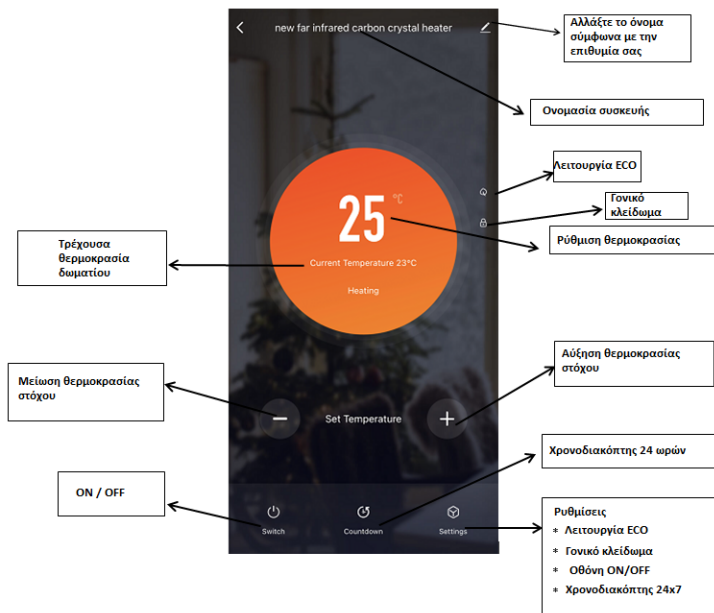 new far infrared carbon crystal heater
Αλλάξτε το όνομα
σύμφωνα με την
επιθυμία σας
Ονομασία συσκευής
Λειτουργία ECO
Γονικό
κλείδωμα
25 °C
Ρύθμιση θερμοκρασίας
Τρέχουσα
θερμοκρασία
δωματίου
Current Temperature 23°C
Heating
Μείωση θερμοκρασίας
στόχου
Αύξηση θερμοκρασίας
στόχου
Set Temperature
Χρονοδιακόπτης 24 ωρών
ON / OFF
Switch
Countdown
Settings
Ρυθμίσεις
* Λειτουργία ECO
* Γονικό κλείδωμα
* Οθόνη ON/OFF
* Χρονοδιακόπτης 24x7